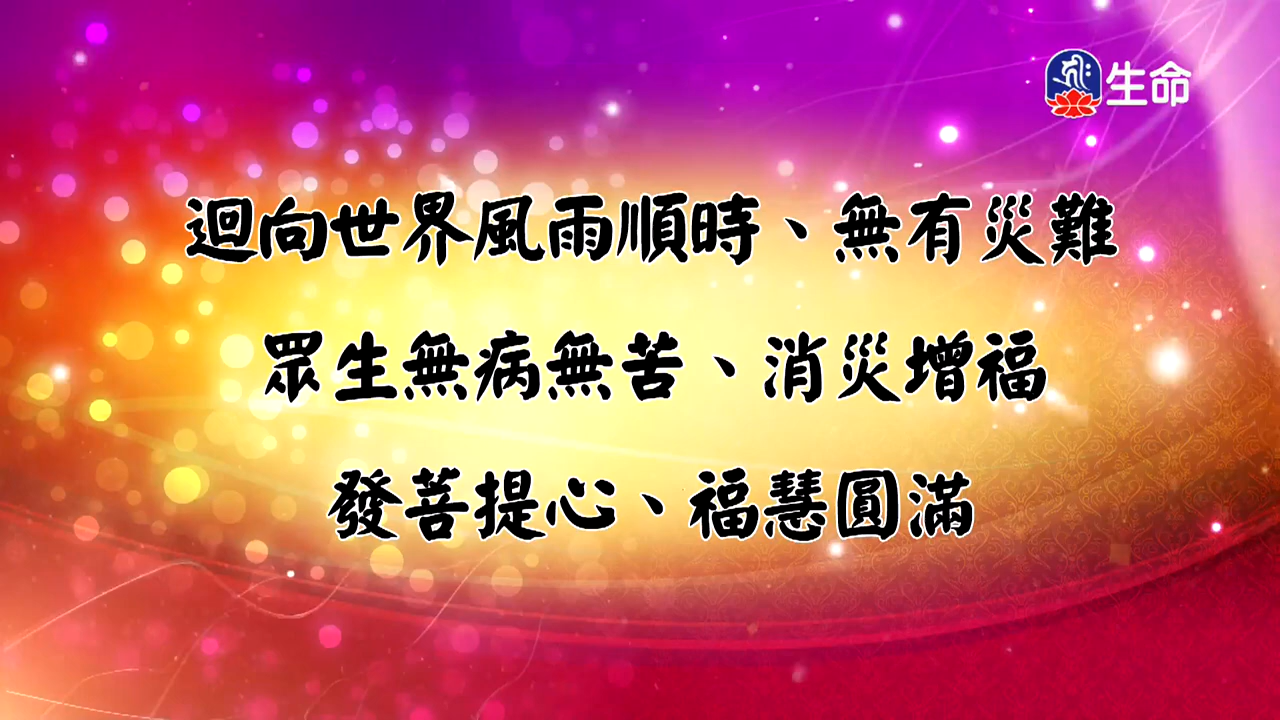 生命
迴向世界風雨順時、無有災難
眾生無病無苦、消災增福
發菩提心、福慧圓滿